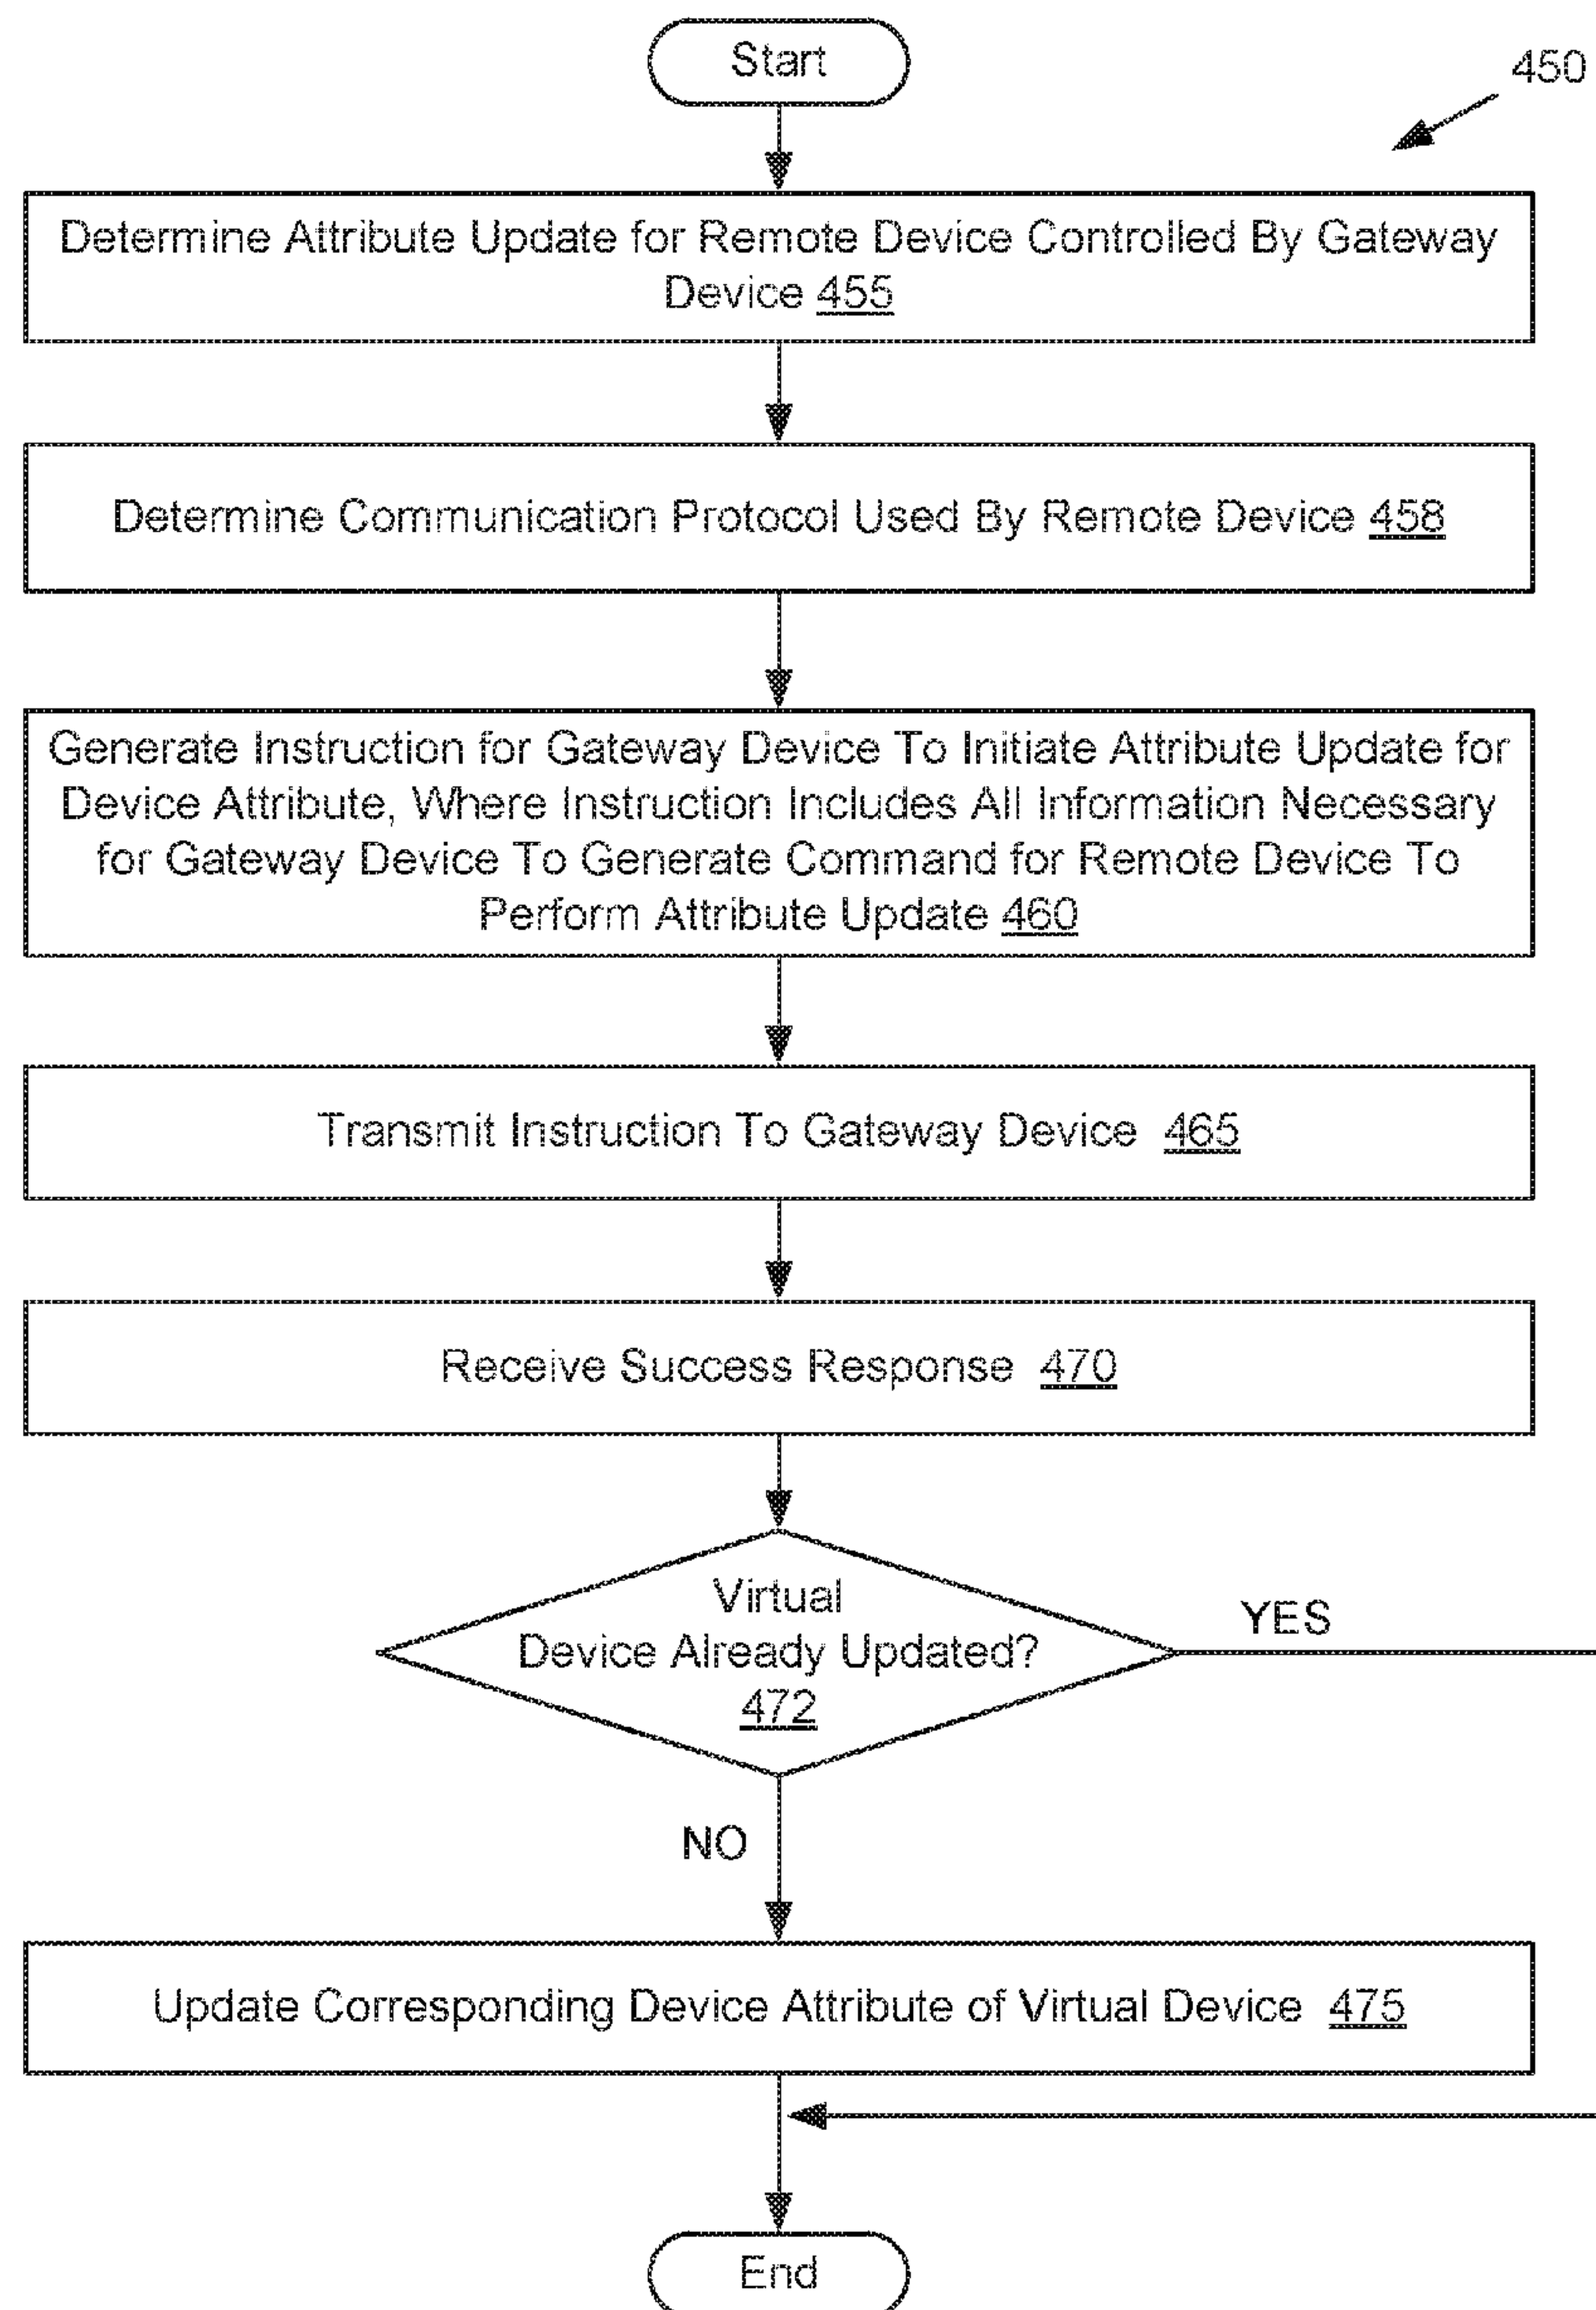 Start
450
Determine Attribute Update for Remote Device Controlled By Gateway
Device 455
Determine Communication Protocol Used By Remote Device 458
Generate Instruction for Gateway Device To Initiate Attribute Update for
Device Attribute, Where Instruction Includes All Information Necessary
for Gateway Device To Generate Command for Remote Device To
Perform Attribute Update 460
Transmit Instruction To Gateway Device 465
Receive Success Response 470
Virtual
Device Already Updated?
472
YES
NO
Update Corresponding Device Attribute of Virtual Device 475
End